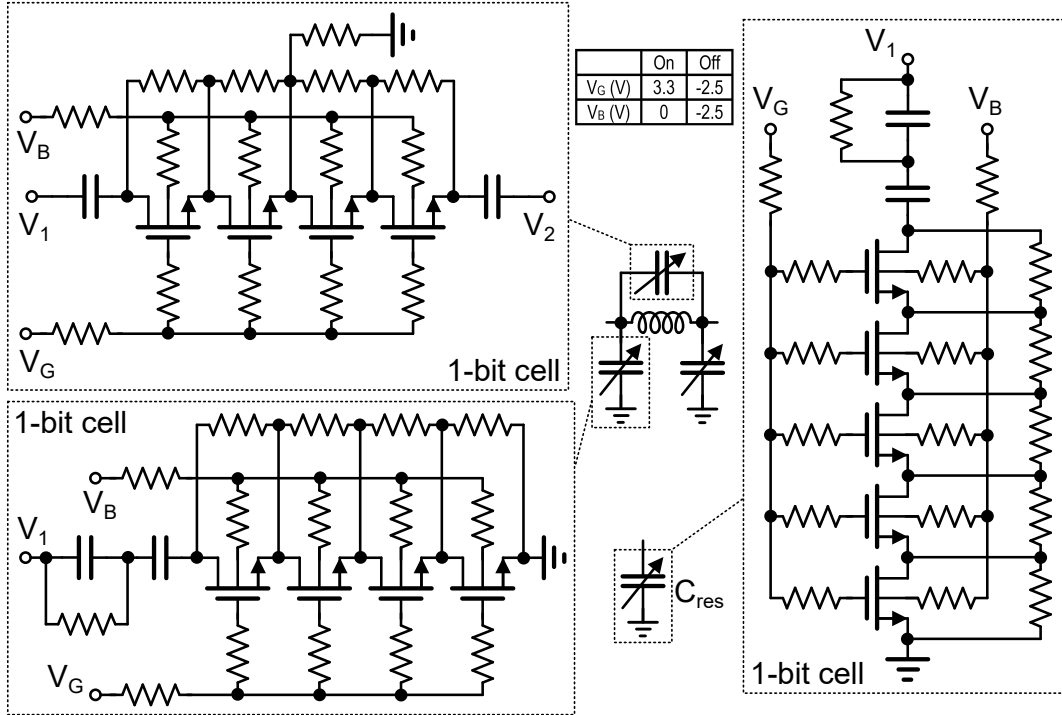 V_B
V_1
V_2
V_G
1-bit cell
On Off
V_G (V) 3.3 -2.5
V_B (V) 0 -2.5
V_1
V_G
V_B
1-bit cell
1-bit cell
V_B
V_1
V_G
C_res